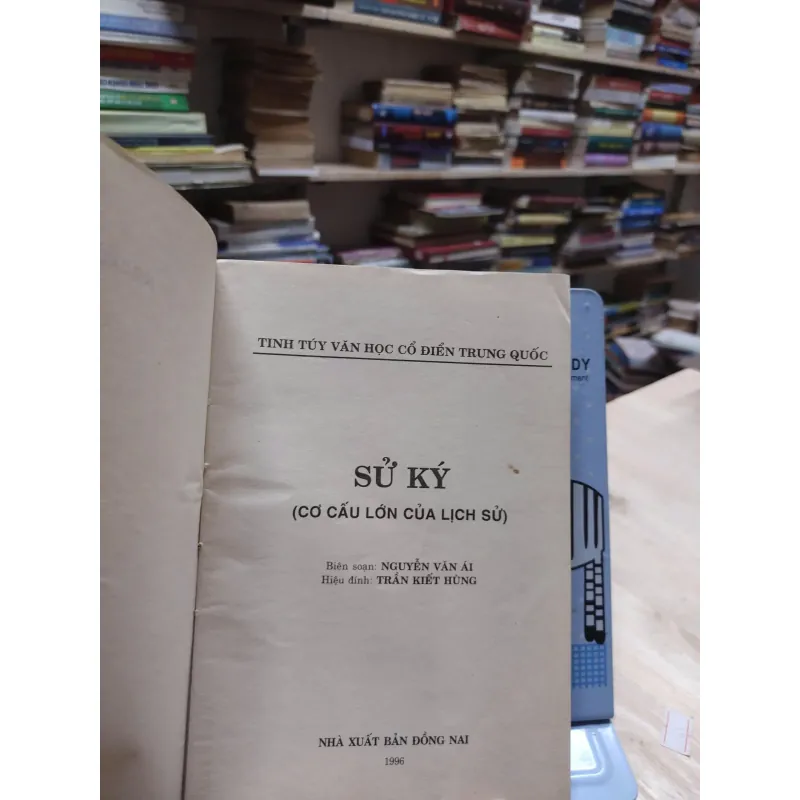 TINH TÚY VĂN HỌC CỔ ĐIỂN TRUNG QUỐC
SỬ KÝ
(CƠ CẤU LỚN CỦA LỊCH SỬ)
Biên soạn: NGUYỄN VĂN ÁI
Hiệu đính: TRẦN KIẾT HÙNG
NHÀ XUẤT BẢN ĐỒNG NAI
1996